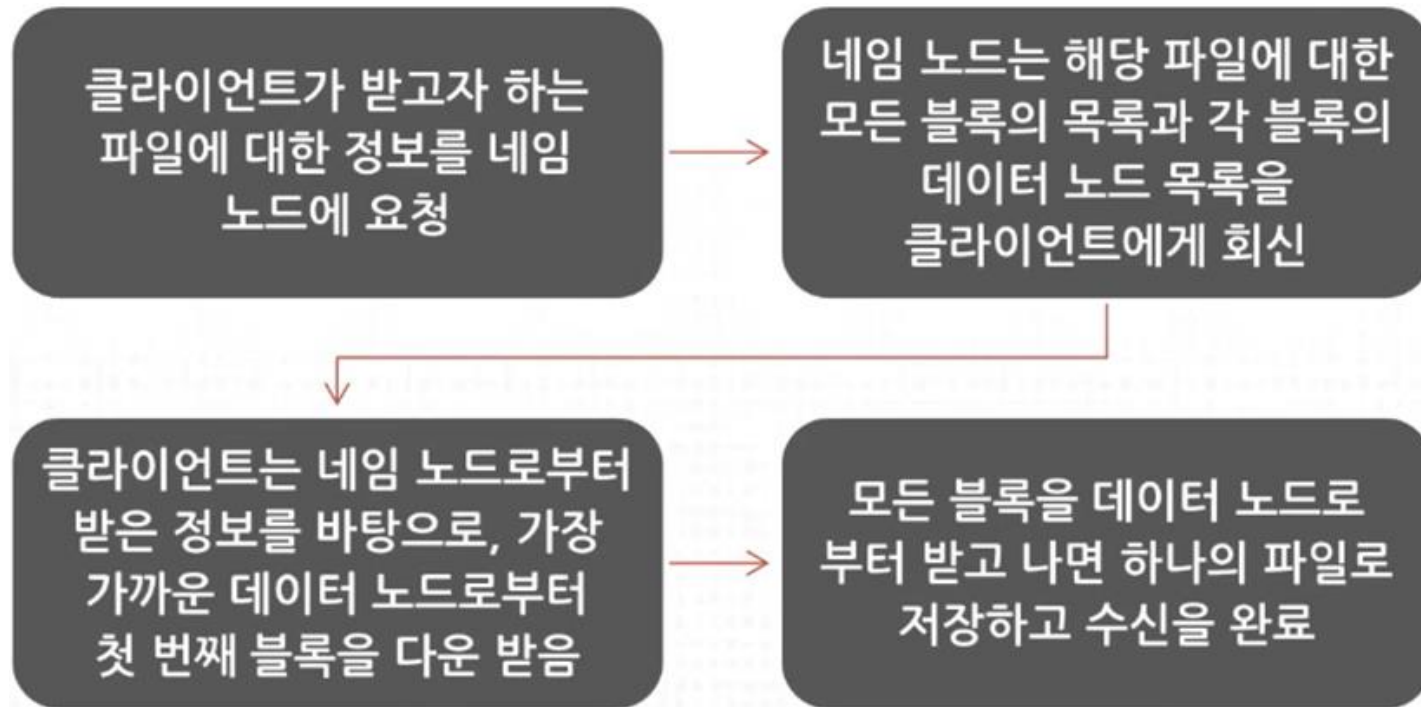 클라이언트가 받고자 하는
파일에 대한 정보를 네임
노드에 요청
네임 노드는 해당 파일에 대한
모든 블록의 목록과 각 블록의
데이터 노드 목록을
클라이언트에게 회신
클라이언트는 네임 노드로부터
받은 정보를 바탕으로, 가장
가까운 데이터 노드로부터
첫 번째 블록을 다운 받음
모든 블록을 데이터 노드로
부터 받고 나면 하나의 파일로
저장하고 수신을 완료